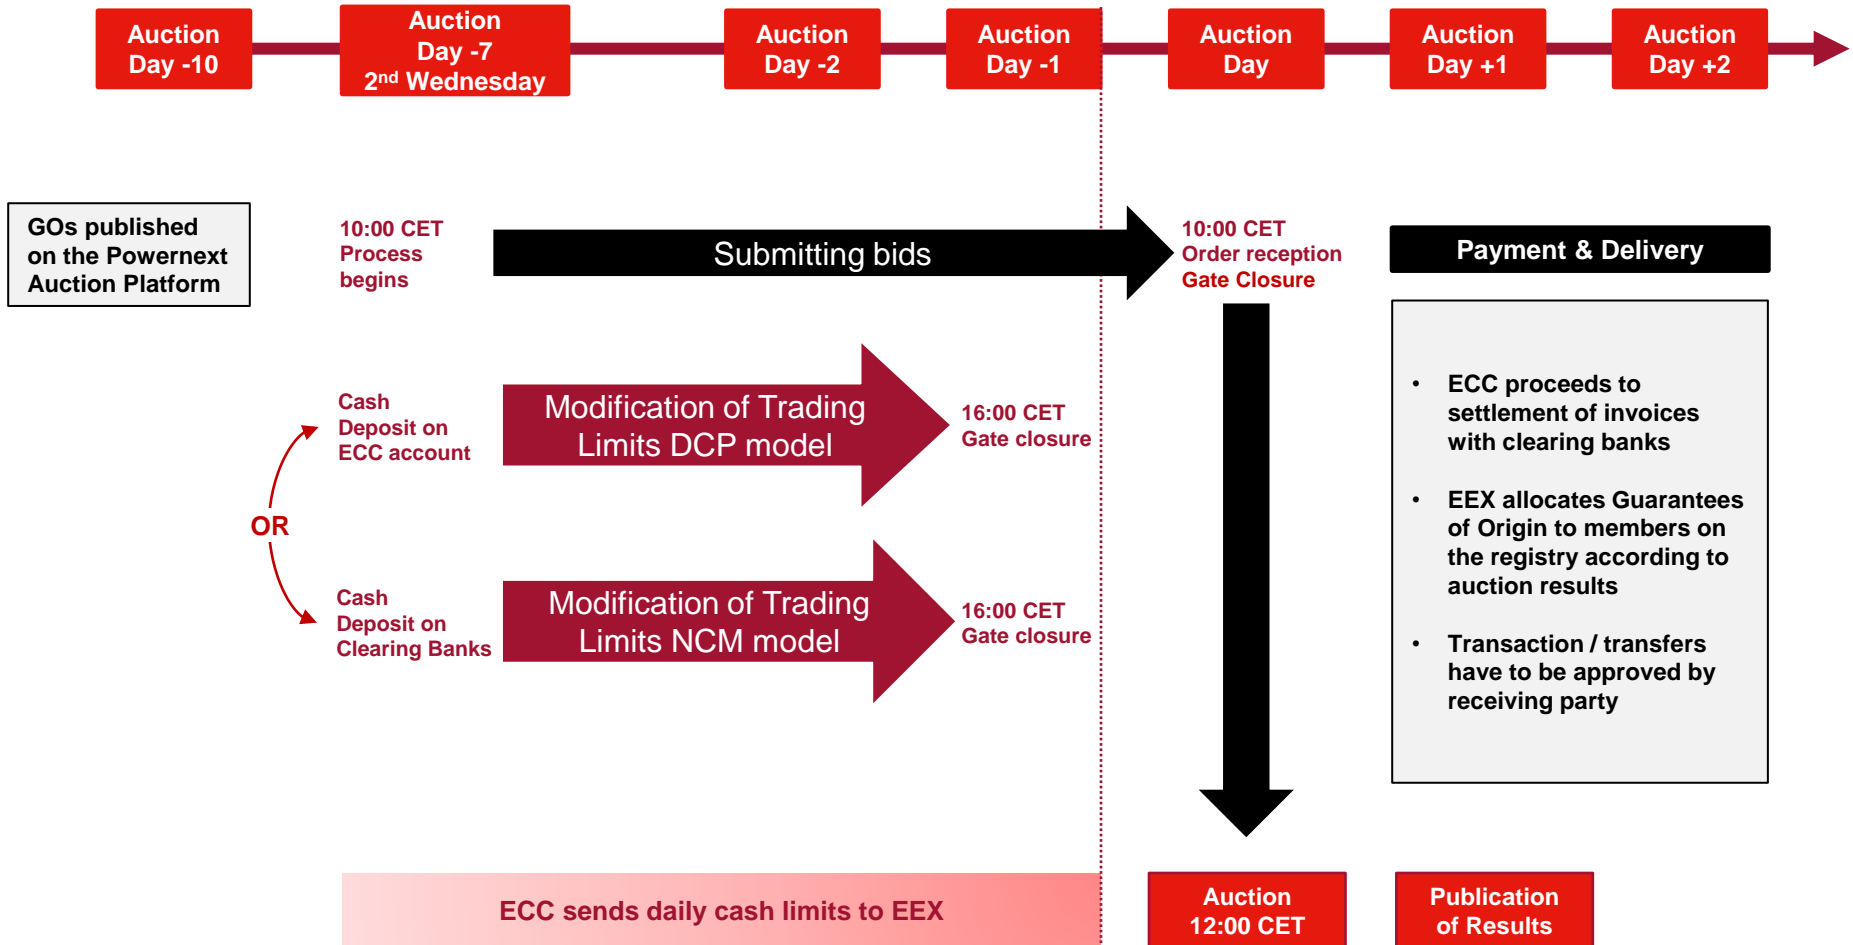 Auction
Day -10
Auction
Day -7
2nd Wednesday
Auction
Day -2
Auction
Day -1
Auction
Day
Auction
Day +1
Auction
Day +2
GOs published
on the Powernext
Auction Platform
10:00 CET
Process
begins
Submitting bids
10:00 CET
Order reception
Gate Closure
Payment & Delivery
Cash
Deposit on
ECC account
Modification of Trading
Limits DCP model
16:00 CET
Gate closure
OR
Cash
Deposit on
Clearing Banks
Modification of Trading
Limits NCM model
16:00 CET
Gate closure
• ECC proceeds to
settlement of invoices
with clearing banks
• EEX allocates Guarantees
of Origin to members on
the registry according to
auction results
• Transaction / transfers
have to be approved by
receiving party
ECC sends daily cash limits to EEX
Auction
12:00 CET
Publication
of Results